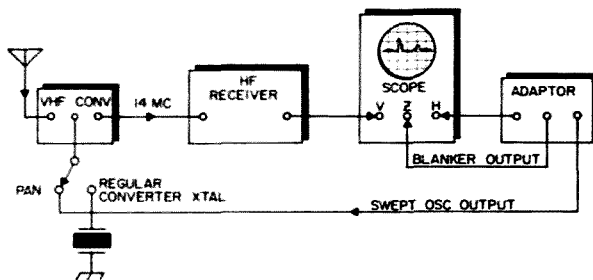 HF
RECEIVER
SCOPE
V Z H
ADAPTOR
VHF CONV
14 MC
BLANKER OUTPUT
PAN
REGULAR
CONVERTER XTAL
SWEPT OSC OUTPUT